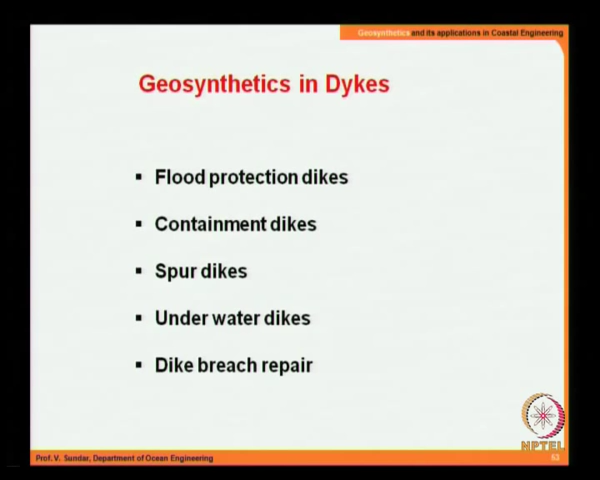 Geosynthetics and its applications in Coastal Engineering
Geosynthetics in Dykes
▪ Flood protection dikes
▪ Containment dikes
▪ Spur dikes
▪ Under water dikes
▪ Dike breach repair
NPTEL
Prof. V. Sundar, Department of Ocean Engineering
53